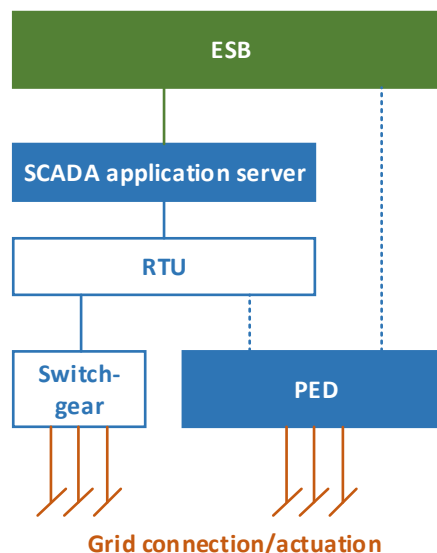 ESB
SCADA application server
RTU
Switch-
gear
PED
Grid connection/actuation